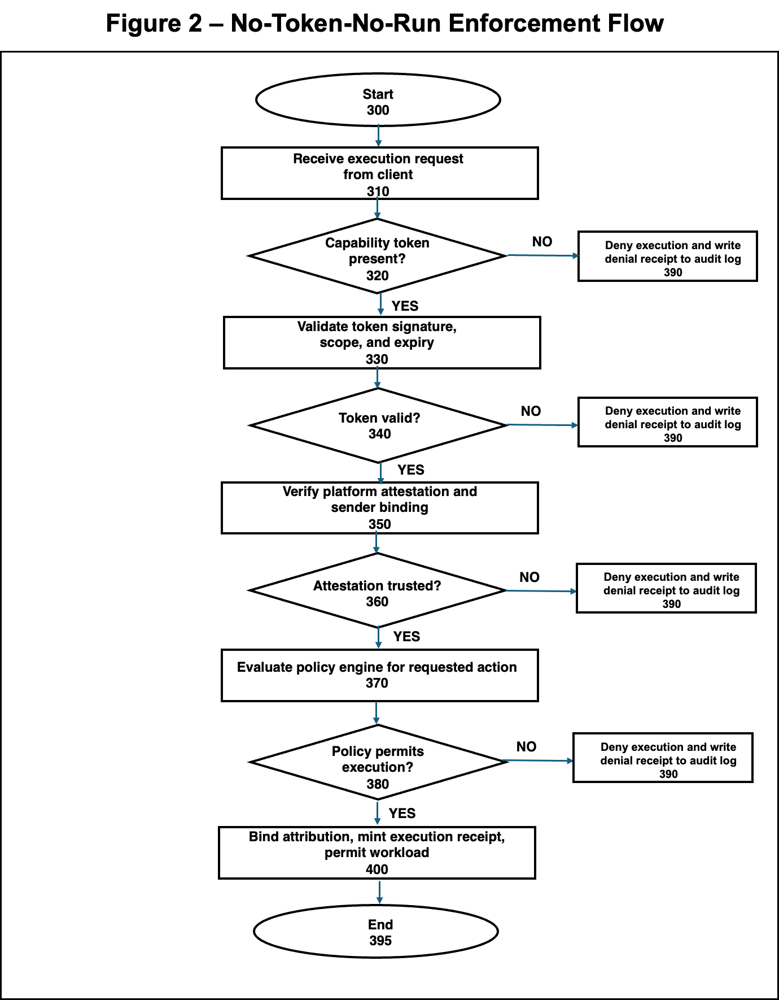 Figure 2 – No-Token-No-Run Enforcement Flow
Start
300
Receive execution request
from client
310
Capability token
present?
320
NO
Deny execution and write
denial receipt to audit log
390
YES
Validate token signature,
scope, and expiry
330
Token valid?
340
NO
Deny execution and write
denial receipt to audit log
390
YES
Verify platform attestation and
sender binding
350
Attestation trusted?
360
NO
Deny execution and write
denial receipt to audit log
390
YES
Evaluate policy engine for requested action
370
Policy permits
execution?
380
NO
Deny execution and write
denial receipt to audit log
390
YES
Bind attribution, mint execution receipt,
permit workload
400
End
395